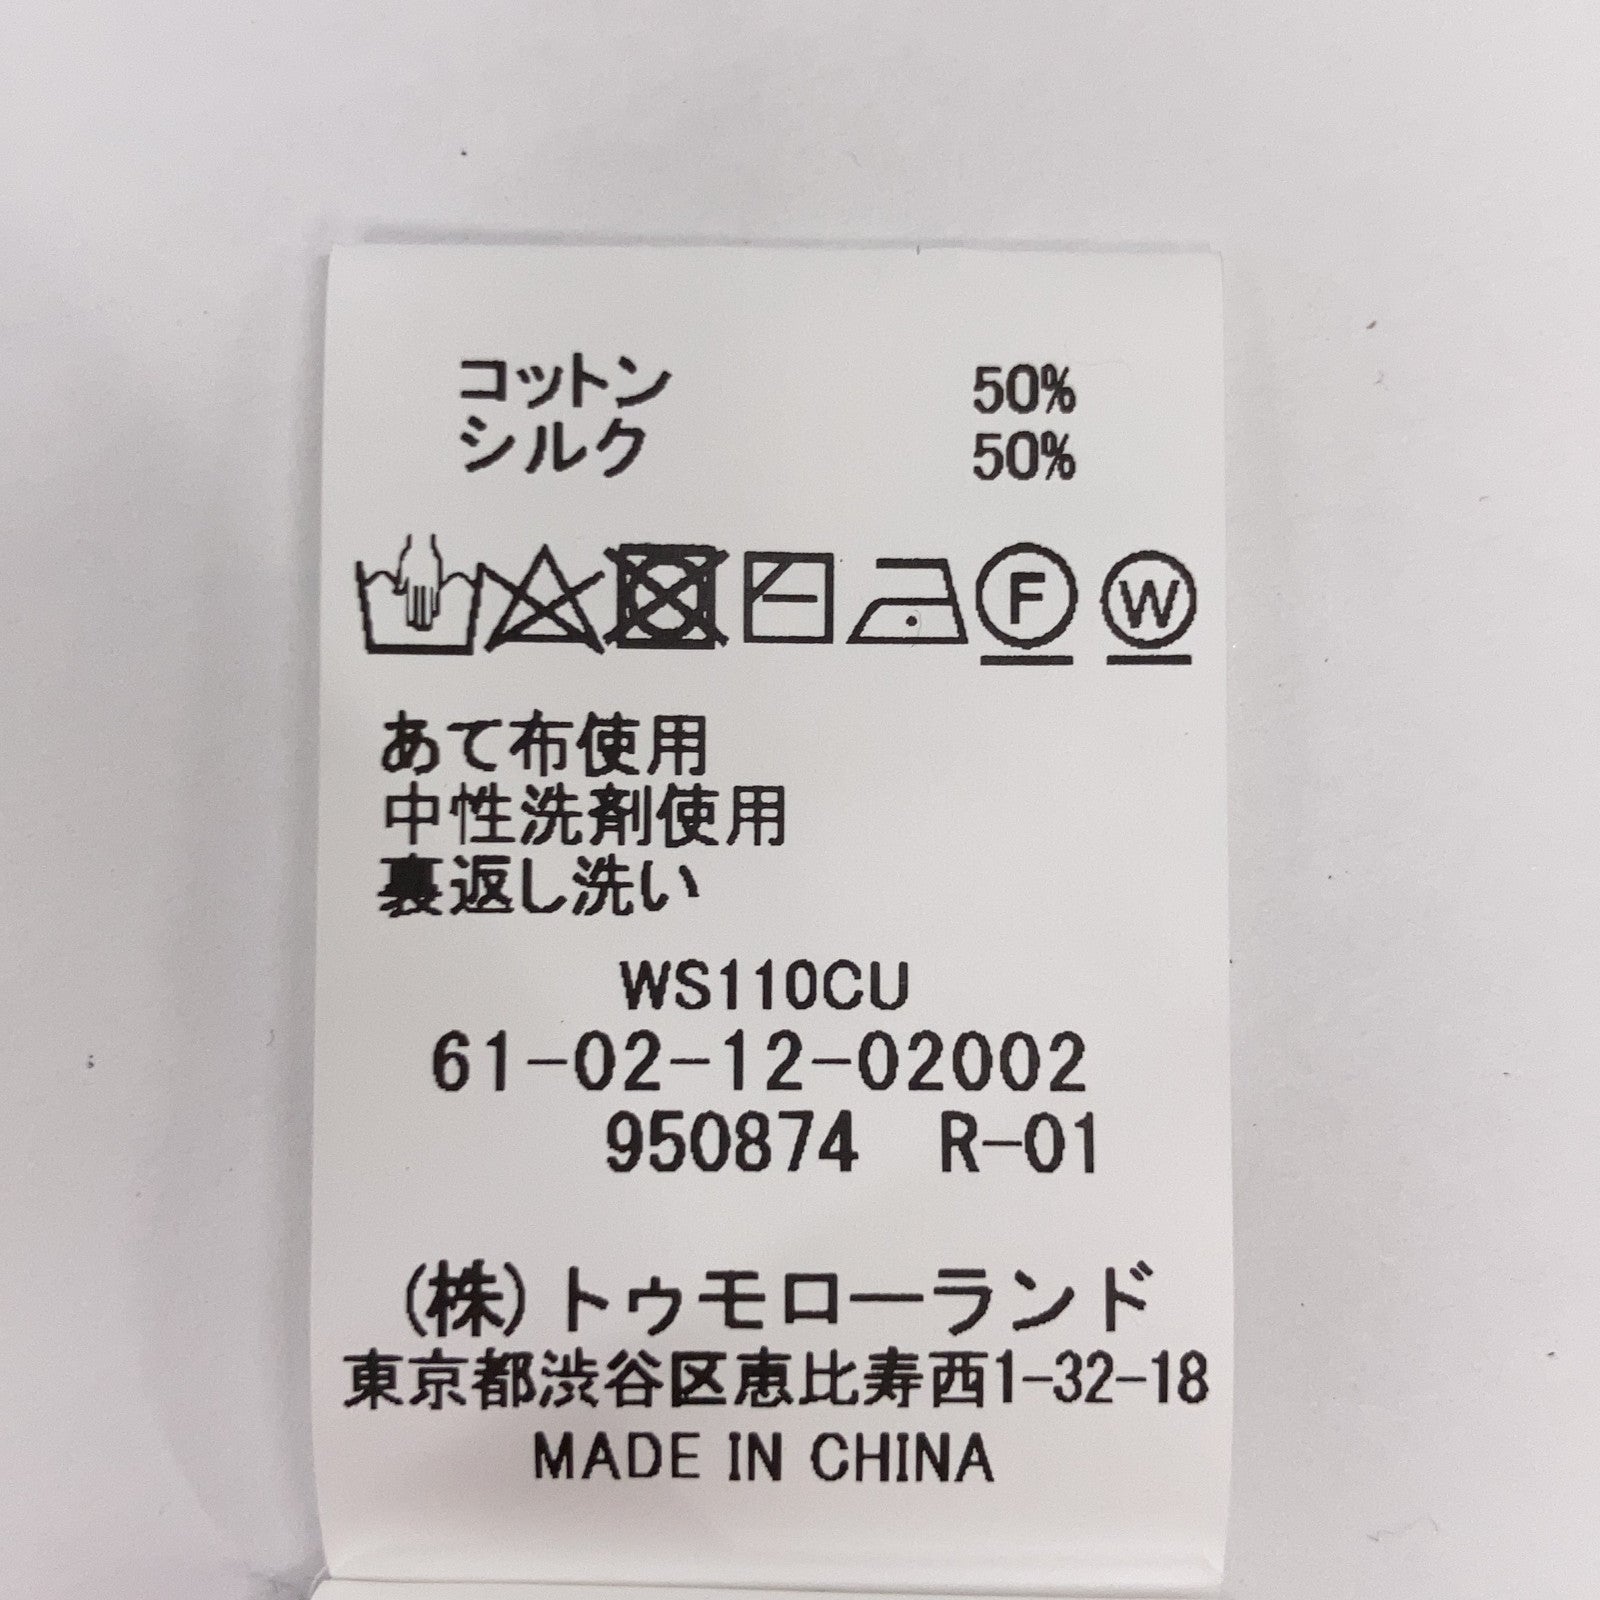 コットン 50%
シルク 50%
F W
あて布使用
中性洗剤使用
裏返し洗い
WS110CU
61-02-12-02002
950874 R-01
(株)トゥモローランド
東京都渋谷区恵比寿西1-32-18
MADE IN CHINA